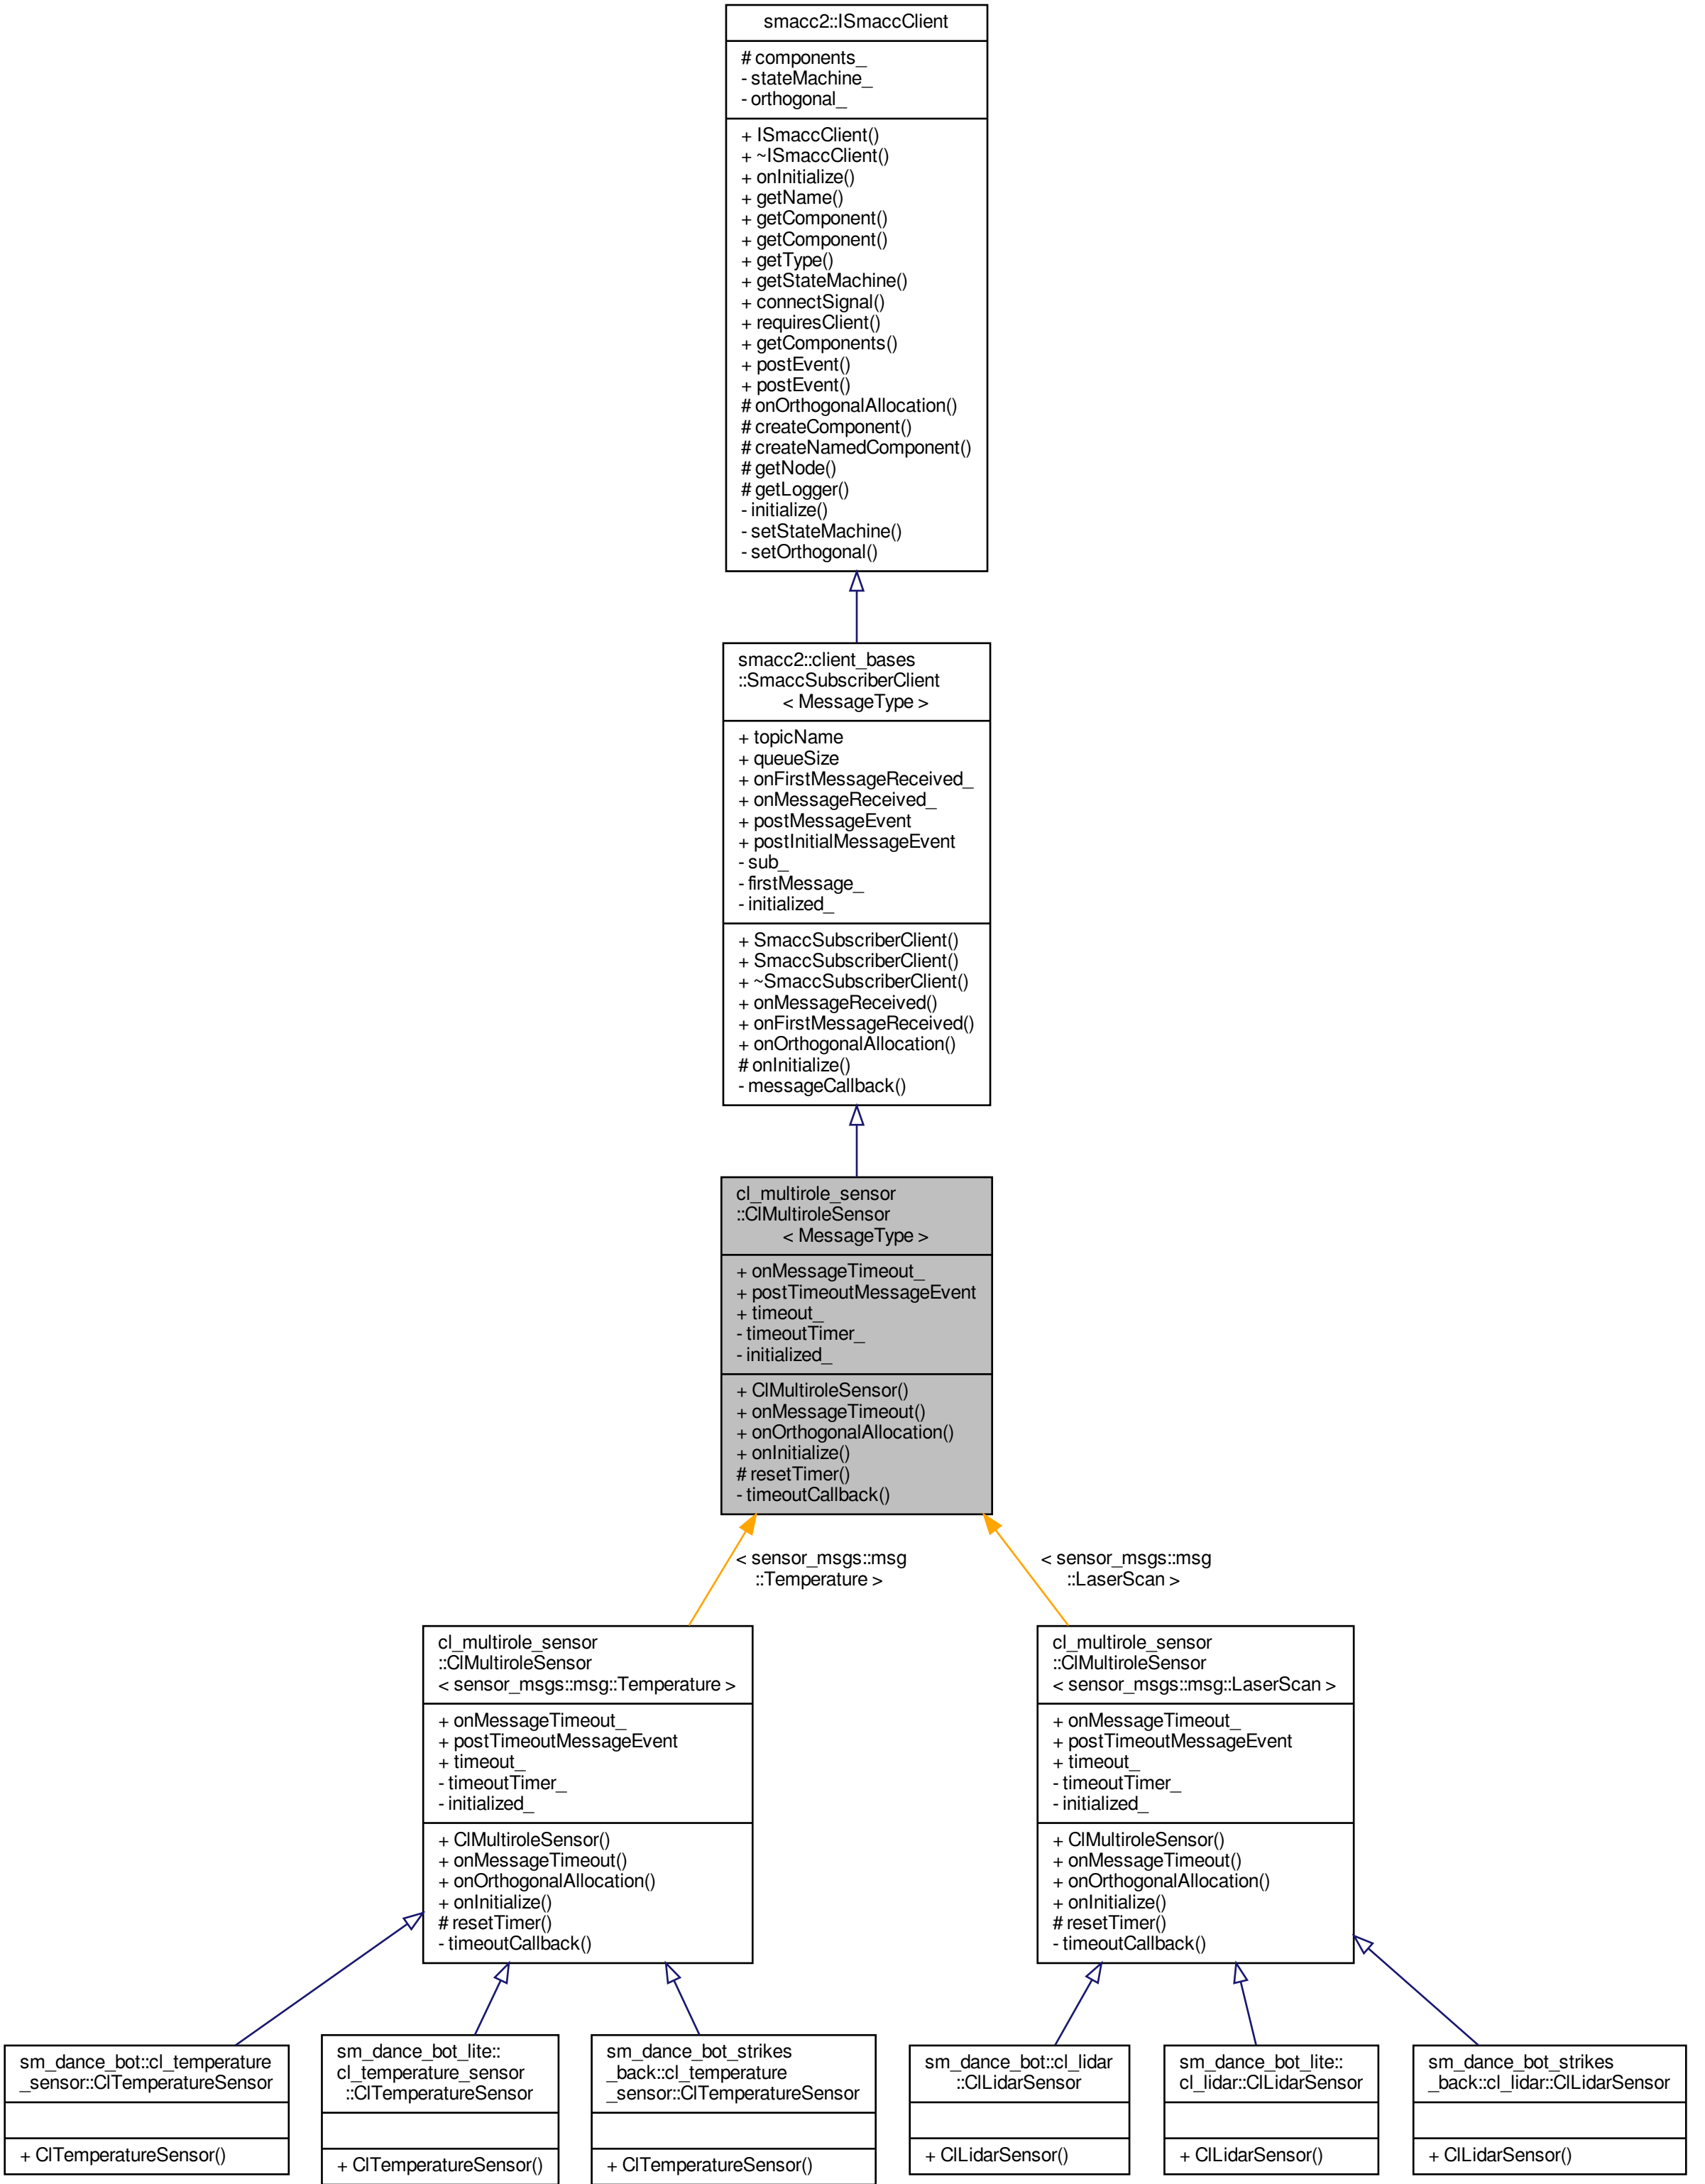 smacc2::ISmaccClient
# components_
- stateMachine_
- orthogonal_
+ ISmaccClient()
+ ~ISmaccClient()
+ onInitialize()
+ getName()
+ getComponent()
+ getComponent()
+ getType()
+ getStateMachine()
+ connectSignal()
+ requiresClient()
+ getComponents()
+ postEvent()
+ postEvent()
# onOrthogonalAllocation()
# createComponent()
# createNamedComponent()
# getNode()
# getLogger()
- initialize()
- setStateMachine()
- setOrthogonal()
smacc2::client_bases
::SmaccSubscriberClient
< MessageType >
+ topicName
+ queueSize
+ onFirstMessageReceived_
+ onMessageReceived_
+ postMessageEvent
+ postInitialMessageEvent
- sub_
- firstMessage_
- initialized_
+ SmaccSubscriberClient()
+ SmaccSubscriberClient()
+ ~SmaccSubscriberClient()
+ onMessageReceived()
+ onFirstMessageReceived()
+ onOrthogonalAllocation()
# onInitialize()
- messageCallback()
cl_multirole_sensor
::ClMultiroleSensor
< MessageType >
+ onMessageTimeout_
+ postTimeoutMessageEvent
+ timeout_
- timeoutTimer_
- initialized_
+ ClMultiroleSensor()
+ onMessageTimeout()
+ onOrthogonalAllocation()
+ onInitialize()
# resetTimer()
- timeoutCallback()
< sensor_msgs::msg
::Temperature >
< sensor_msgs::msg
::LaserScan >
cl_multirole_sensor
::ClMultiroleSensor
< sensor_msgs::msg::Temperature >
+ onMessageTimeout_
+ postTimeoutMessageEvent
+ timeout_
- timeoutTimer_
- initialized_
+ ClMultiroleSensor()
+ onMessageTimeout()
+ onOrthogonalAllocation()
+ onInitialize()
# resetTimer()
- timeoutCallback()
cl_multirole_sensor
::ClMultiroleSensor
< sensor_msgs::msg::LaserScan >
+ onMessageTimeout_
+ postTimeoutMessageEvent
+ timeout_
- timeoutTimer_
- initialized_
+ ClMultiroleSensor()
+ onMessageTimeout()
+ onOrthogonalAllocation()
+ onInitialize()
# resetTimer()
- timeoutCallback()
sm_dance_bot::cl_temperature
_sensor::ClTemperatureSensor
+ ClTemperatureSensor()
sm_dance_bot_lite::
cl_temperature_sensor
::ClTemperatureSensor
+ ClTemperatureSensor()
sm_dance_bot_strikes
_back::cl_temperature
_sensor::ClTemperatureSensor
+ ClTemperatureSensor()
sm_dance_bot::cl_lidar
::ClLidarSensor
+ ClLidarSensor()
sm_dance_bot_lite::
cl_lidar::ClLidarSensor
+ ClLidarSensor()
sm_dance_bot_strikes
_back::cl_lidar::ClLidarSensor
+ ClLidarSensor()